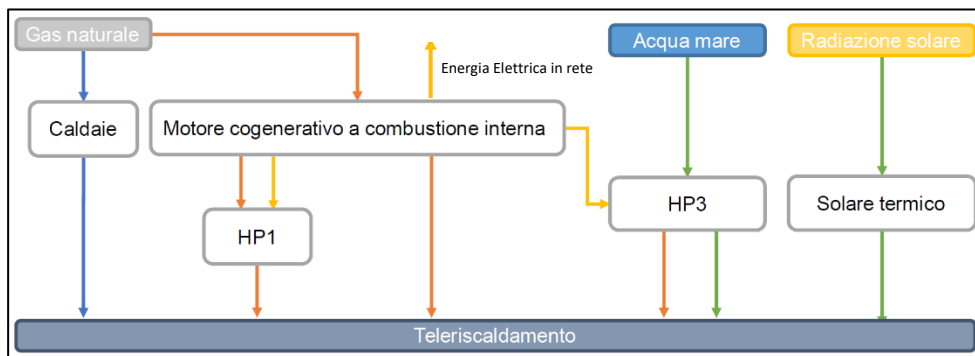 Gas naturale
Acqua mare
Radiazione solare
Energia Elettrica in rete
Caldaie
Motore cogenerativo a combustione interna
HP1
HP3
Solare termico
Teleriscaldamento